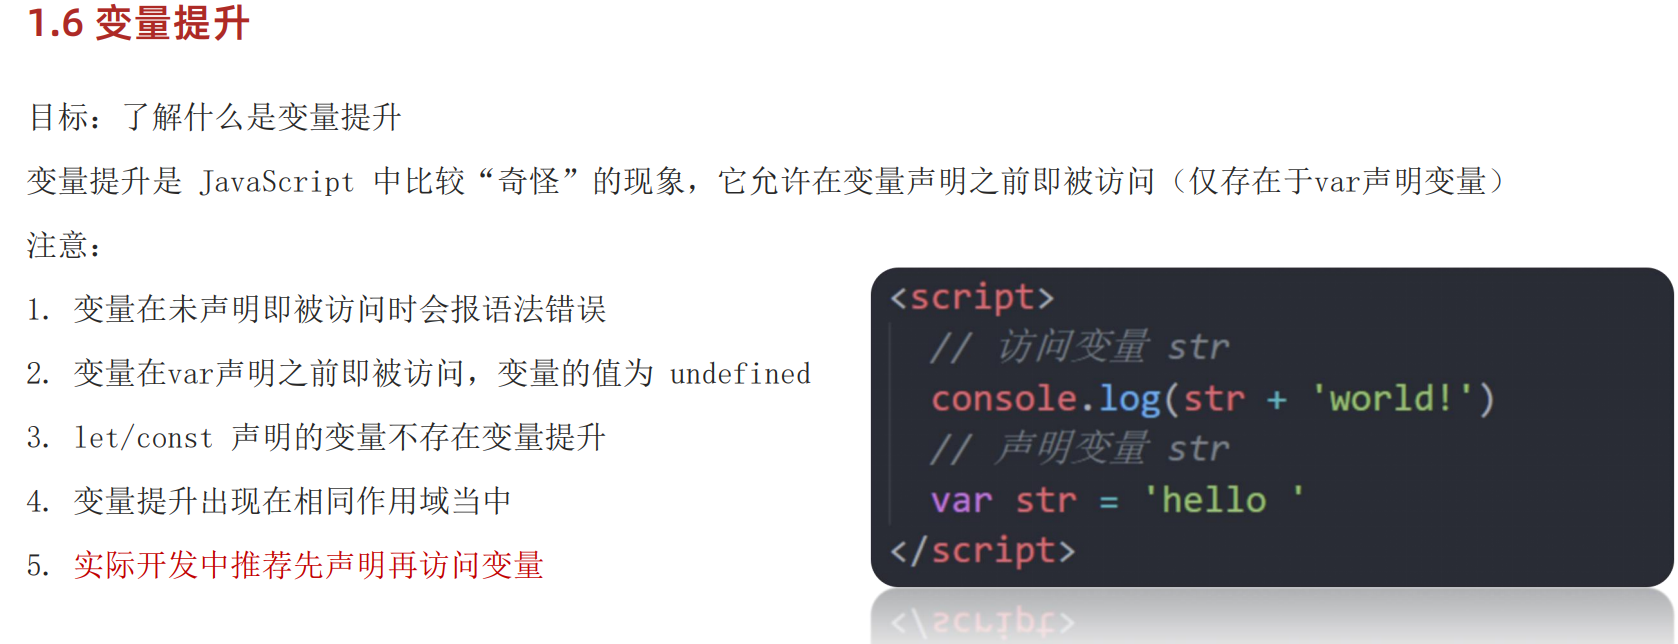 1.6 变量提升
目标：了解什么是变量提升
变量提升是 JavaScript 中比较“奇怪”的现象，它允许在变量声明之前即被访问（仅存在于var声明变量）
注意：
1. 变量在未声明即被访问时会报语法错误
2. 变量在var声明之前即被访问，变量的值为 undefined
3. let/const 声明的变量不存在变量提升
4. 变量提升出现在相同作用域当中
5. 实际开发中推荐先声明再访问变量
<script>
// 访问变量 str
console.log(str + 'world!')
// 声明变量 str
var str = 'hello '
</script>